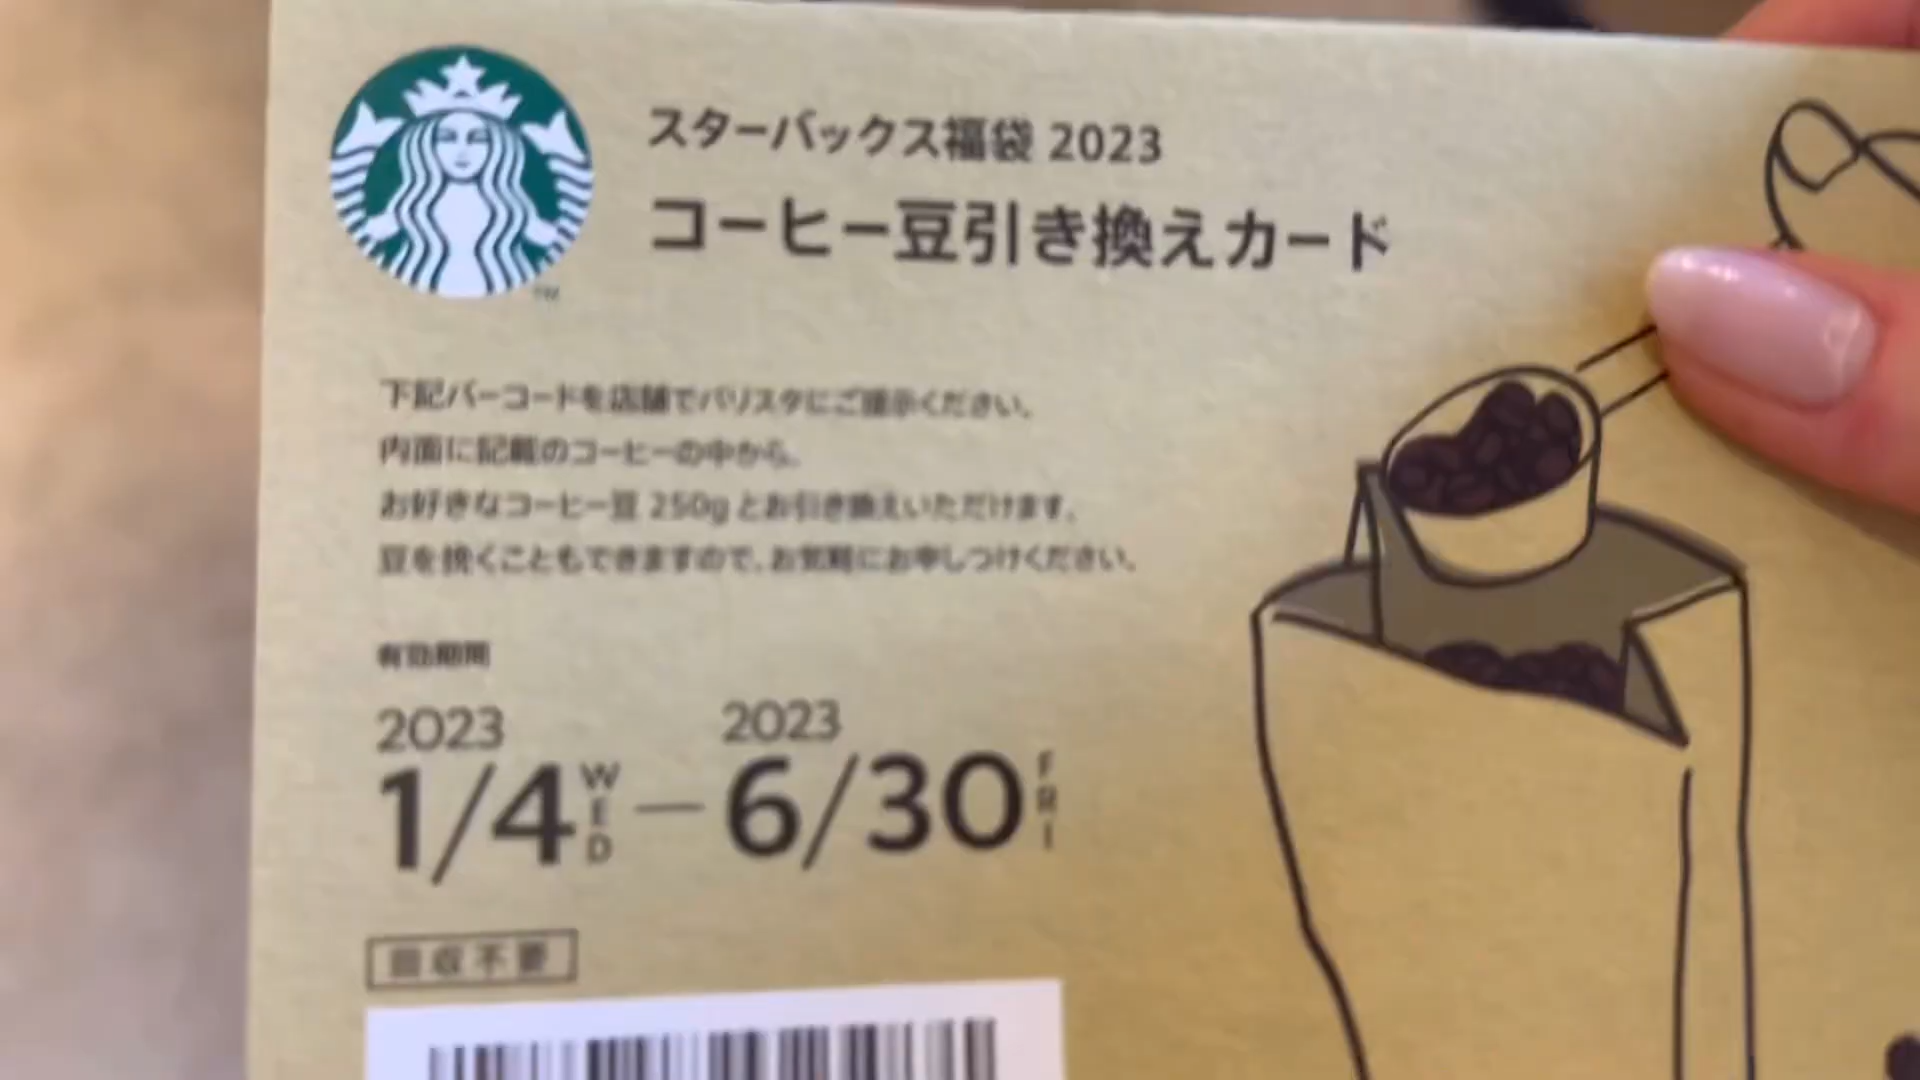 スターバックス福袋 2023
コーヒー豆引き換えカード
TM
下記バーコードを店舗でバリスタにご提示ください。
内面に記載のコーヒーの中から、
お好きなコーヒー豆 250g とお引き換えいただけます。
豆を挽くこともできますので、お気軽にお申しつけください。
有効期間
2023 2023
1/4 WED — 6/30 FRI
回収不要